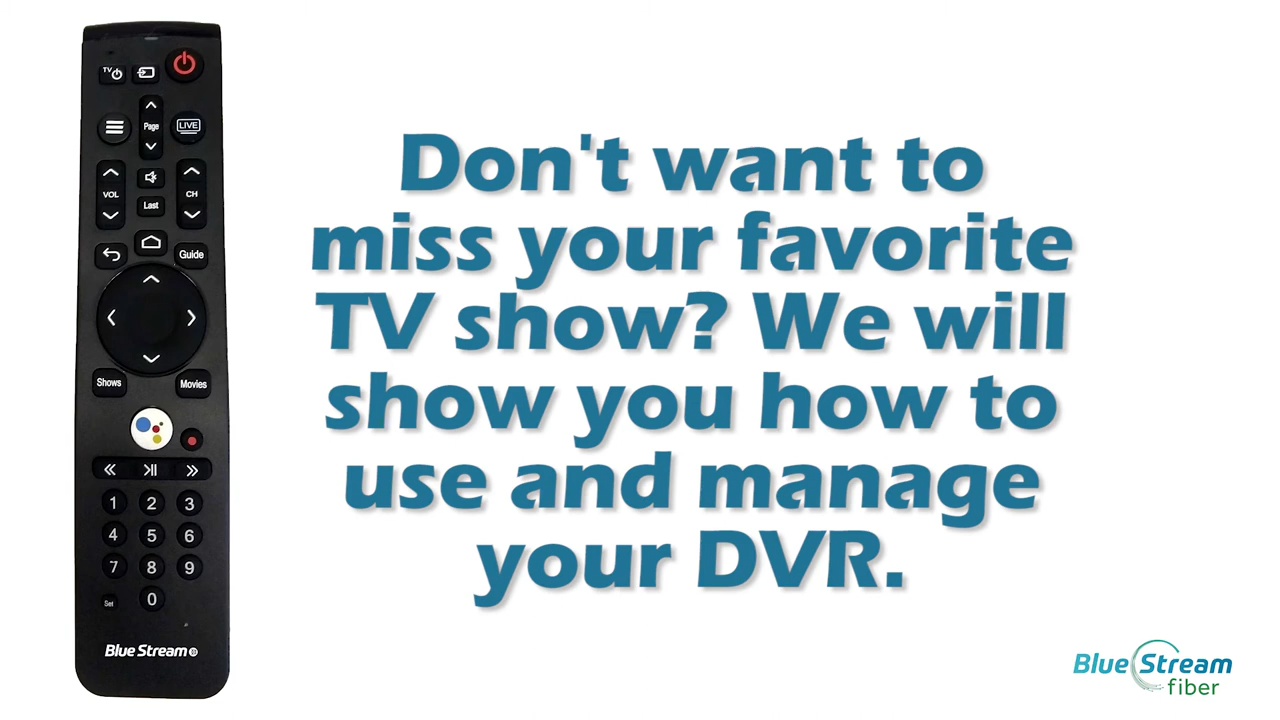 TV
Page
LIVE
VOL
CH
Last
Guide
Shows
Movies
1 2 3
4 5 6
7 8 9
Set 0
Blue Stream
Don't want to
miss your favorite
TV show? We will
show you how to
use and manage
your DVR.
Blue Stream
fiber